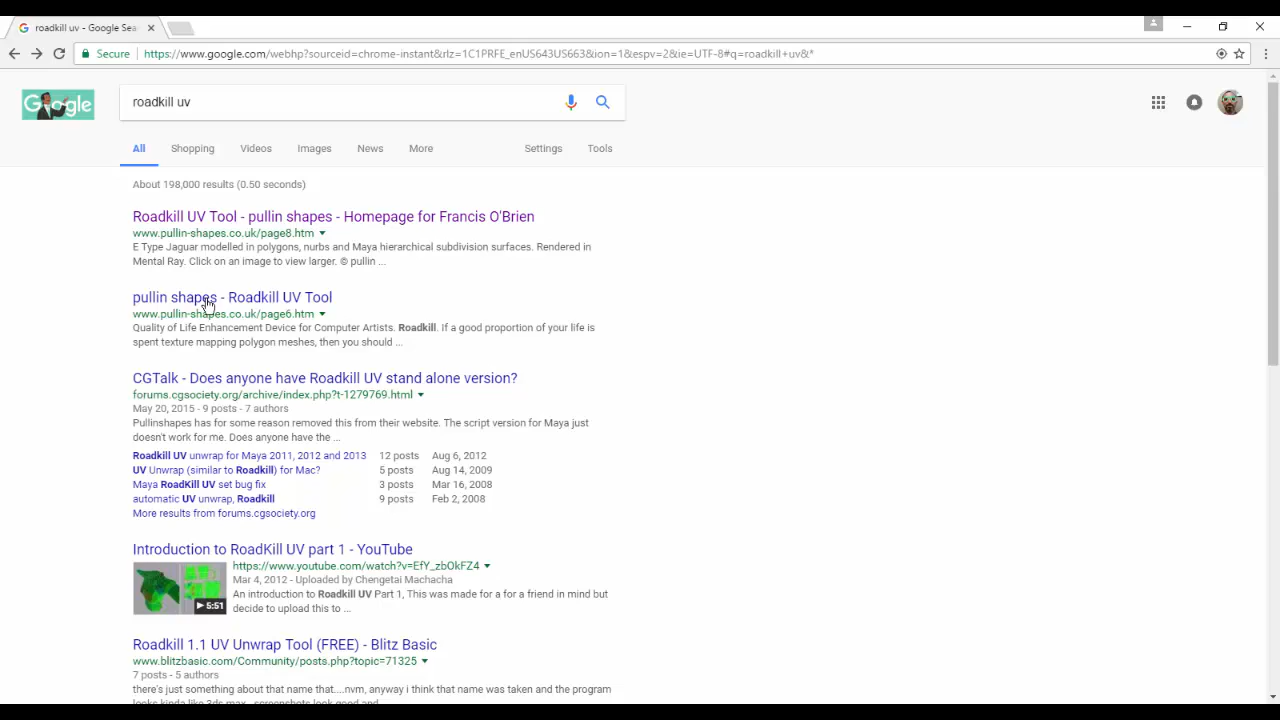 roadkill uv - Google Sea
Secure https://www.google.com/webhp?sourceid=chrome-instant&rlz=1C1PRFE_enUS643US663&ion=1&espv=2&ie=UTF-8#q=roadkill+uv&*
Google
roadkill uv
All Shopping Videos Images News More Settings Tools
About 198,000 results (0.50 seconds)
Roadkill UV Tool - pullin shapes - Homepage for Francis O'Brien
www.pullin-shapes.co.uk/page8.htm
E Type Jaguar modelled in polygons, nurbs and Maya hierarchical subdivision surfaces. Rendered in
Mental Ray. Click on an image to view larger. © pullin ...
pullin shapes - Roadkill UV Tool
www.pullin-shapes.co.uk/page6.htm
Quality of Life Enhancement Device for Computer Artists. Roadkill. If a good proportion of your life is
spent texture mapping polygon meshes, then you should ...
CGTalk - Does anyone have Roadkill UV stand alone version?
forums.cgsociety.org/archive/index.php?t-1279769.html
May 20, 2015 - 9 posts - 7 authors
Pullinshapes has for some reason removed this from their website. The script version for Maya just
doesn't work for me. Does anyone have the ...
Roadkill UV unwrap for Maya 2011, 2012 and 2013 12 posts Aug 6, 2012
UV Unwrap (similar to Roadkill) for Mac? 5 posts Aug 14, 2009
Maya RoadKill UV set bug fix 3 posts Mar 16, 2008
automatic UV unwrap, Roadkill 9 posts Feb 2, 2008
More results from forums.cgsociety.org
Introduction to RoadKill UV part 1 - YouTube
https://www.youtube.com/watch?v=EfY_zbOkFZ4
Mar 4, 2012 - Uploaded by Chengetai Machacha
An introduction to Roadkill UV Part 1, This was made for a for a friend in mind but
5:51
decide to upload this to ...
Roadkill 1.1 UV Unwrap Tool (FREE) - Blitz Basic
www.blitzbasic.com/Community/posts.php?topic=71325
7 posts - 5 authors
there's just something about that name that....nvm, anyway i think that name was taken and the program
looks kinda like 3ds max screenshots look good and